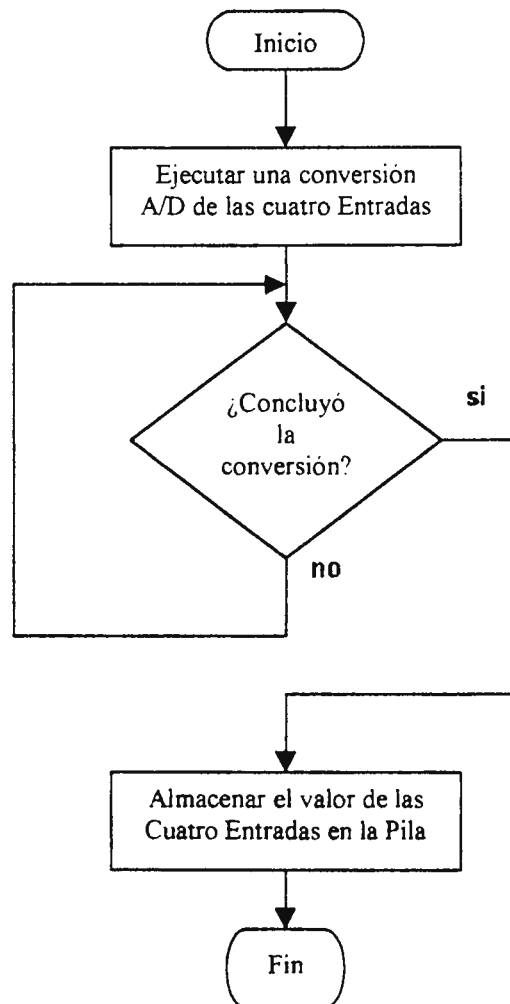 Inicio
Ejecutar una conversión
A/D de las cuatro Entradas
¿Concluyó
la
conversión?
si
no
Almacenar el valor de las
Cuatro Entradas en la Pila
Fin